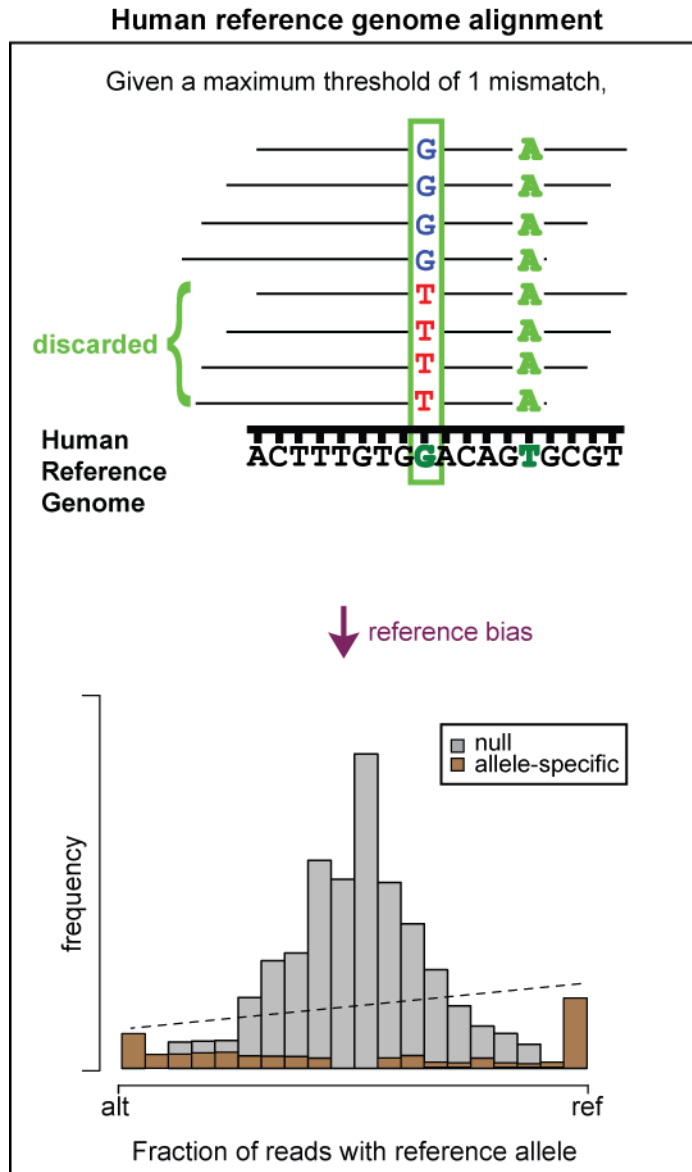 Human reference genome alignment
Given a maximum threshold of 1 mismatch,
G A
G A
G A
G A
T A
T A
T A
T A
discarded
Human
Reference
Genome
ACTTTGTGGACAGTGCGT
reference bias
null
allele-specific
frequency
alt ref
Fraction of reads with reference allele